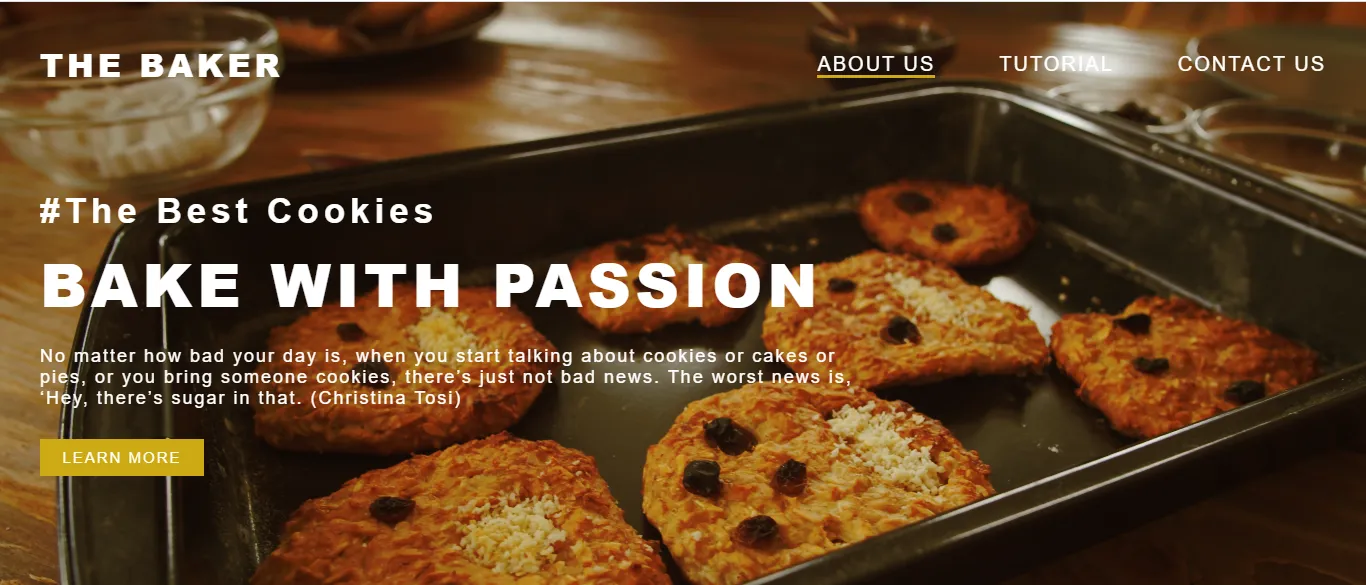 THE BAKER
ABOUT US TUTORIAL CONTACT US
#The Best Cookies
BAKE WITH PASSION
No matter how bad your day is, when you start talking about cookies or cakes or
pies, or you bring someone cookies, there's just not bad news. The worst news is,
‘Hey, there’s sugar in that. (Christina Tosi)
LEARN MORE